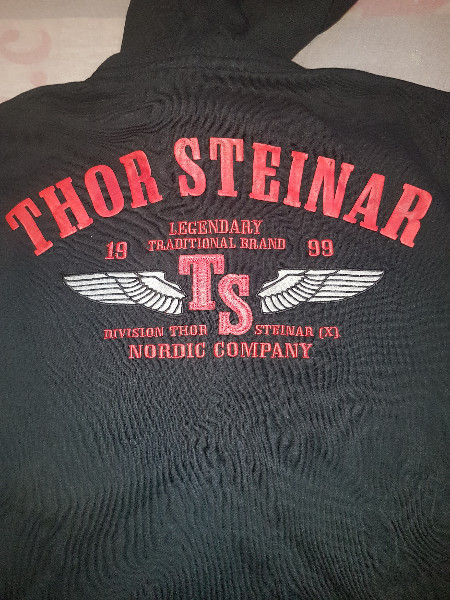 THOR STEINAR
LEGENDARY
19 TRADITIONAL BRAND 99
TS
DIVISION THOR STEINAR (X)
NORDIC COMPANY